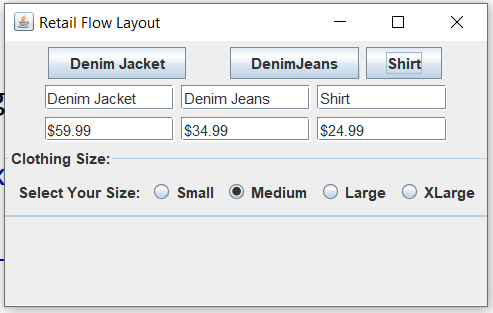 Retail Flow Layout
Denim Jacket DenimJeans Shirt
Denim Jacket Denim Jeans Shirt
$59.99 $34.99 $24.99
Clothing Size:
Select Your Size: Small Medium Large XLarge